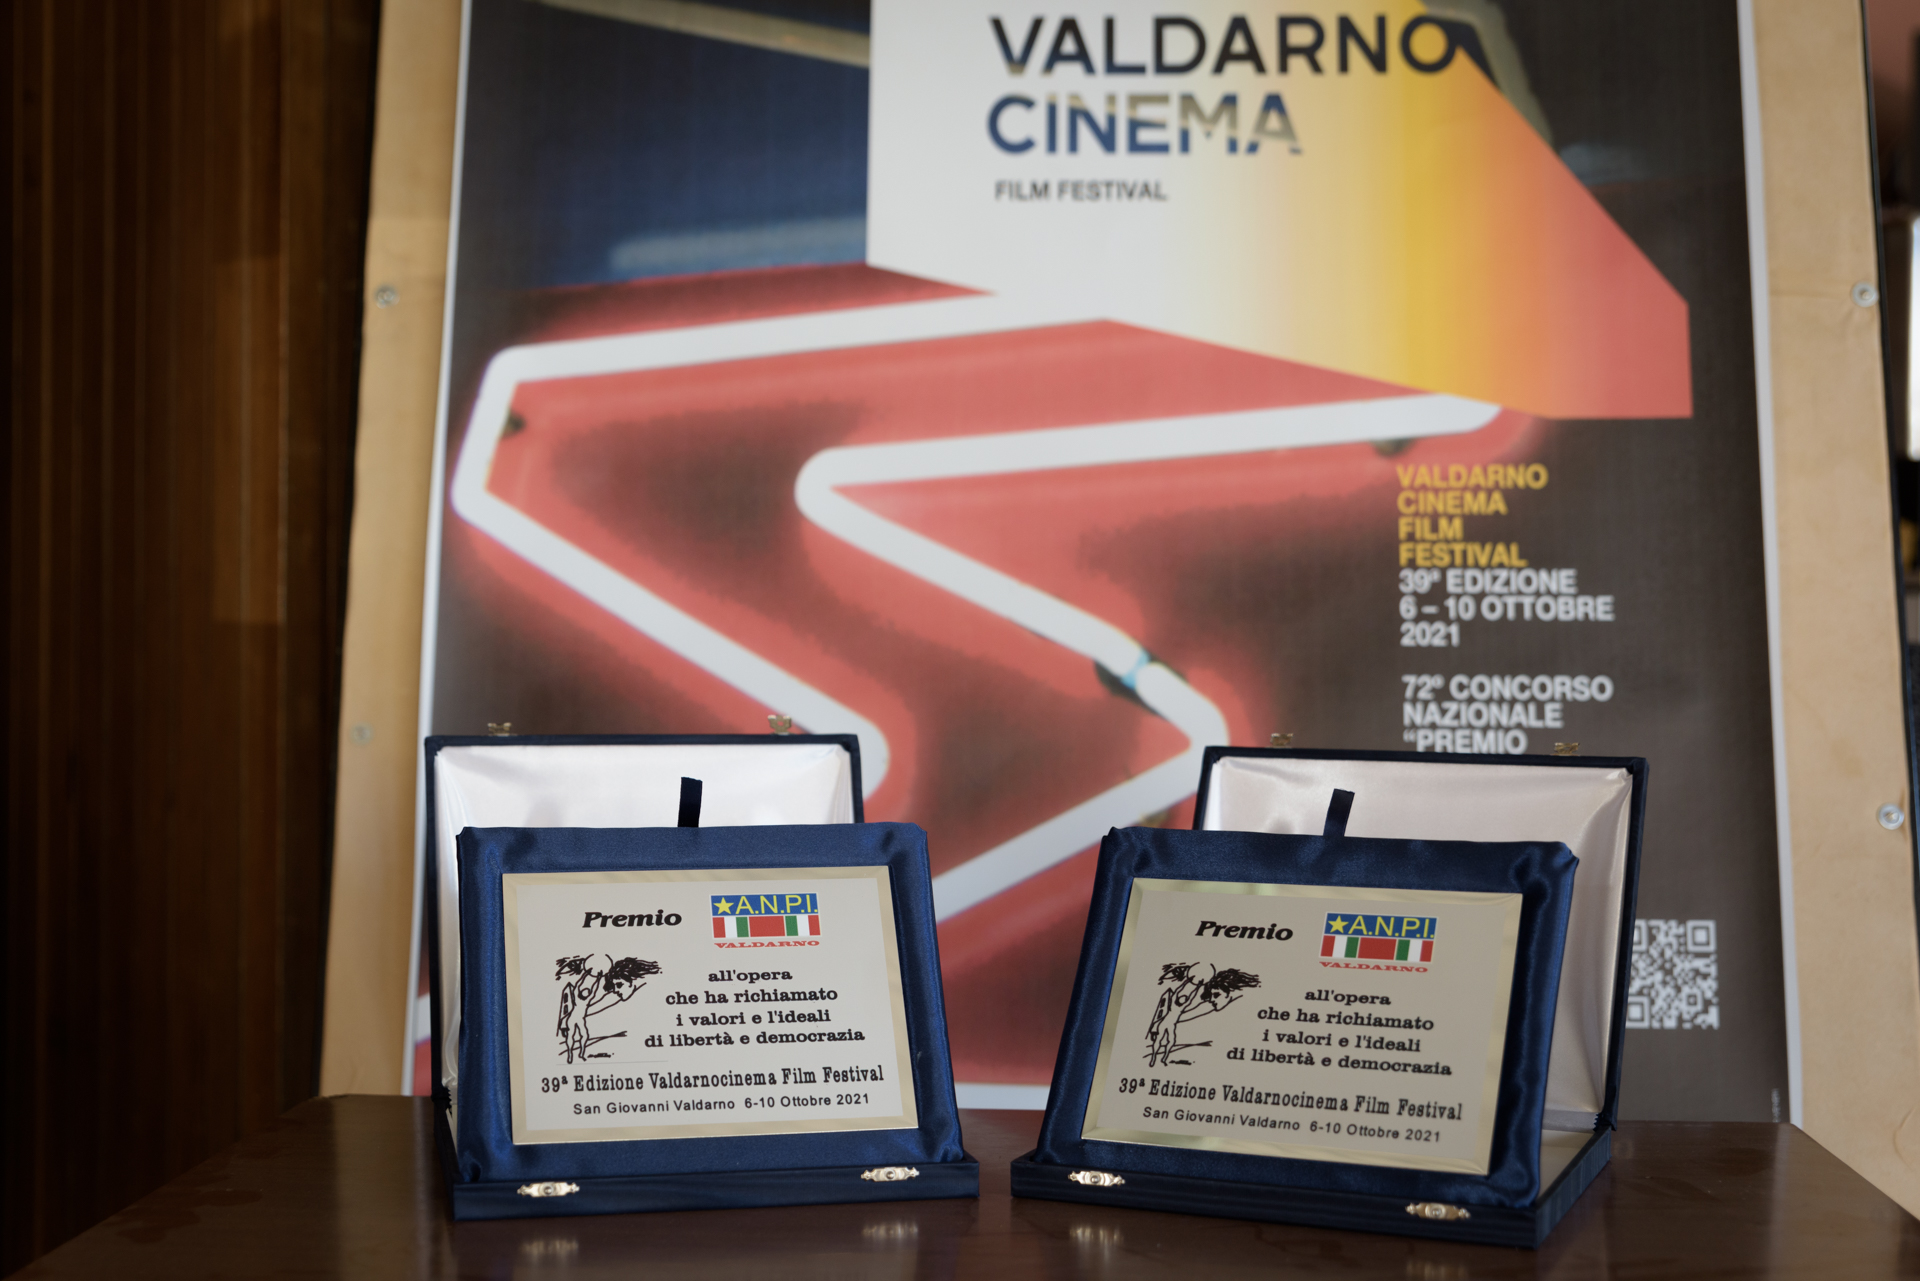 VALDARNO
CINEMA
FILM FESTIVAL
VALDARNO
CINEMA
FILM
FESTIVAL
39ª EDIZIONE
6 – 10 OTTOBRE
2021
72º CONCORSO
NAZIONALE
“PREMIO
Premio
★A.N.P.I.
VALDARNO
all'opera
che ha richiamato
i valori e l'ideali
di libertà e democrazia
39ª Edizione Valdarnocinema Film Festival
San Giovanni Valdarno 6-10 Ottobre 2021
Premio
★A.N.P.I.
VALDARNO
all'opera
che ha richiamato
i valori e l'ideali
di libertà e democrazia
39ª Edizione Valdarnocinema Film Festival
San Giovanni Valdarno 6-10 Ottobre 2021